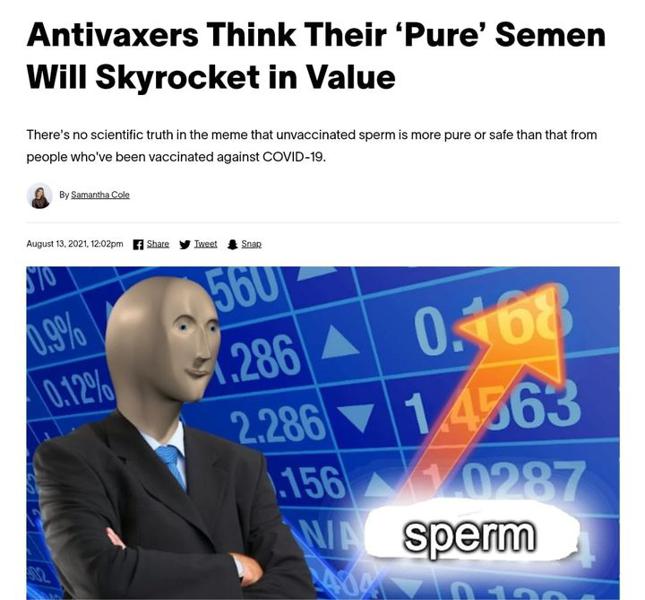 Antivaxers Think Their ‘Pure’ Semen
Will Skyrocket in Value
There's no scientific truth in the meme that unvaccinated sperm is more pure or safe than that from
people who've been vaccinated against COVID-19.
By Samantha Cole
August 13, 2021, 12:02pm Share Tweet Snap
560
0.9% 1.286 0.168
0.12% 2.286 1.4563
.156 1.0287
N/A sperm
404